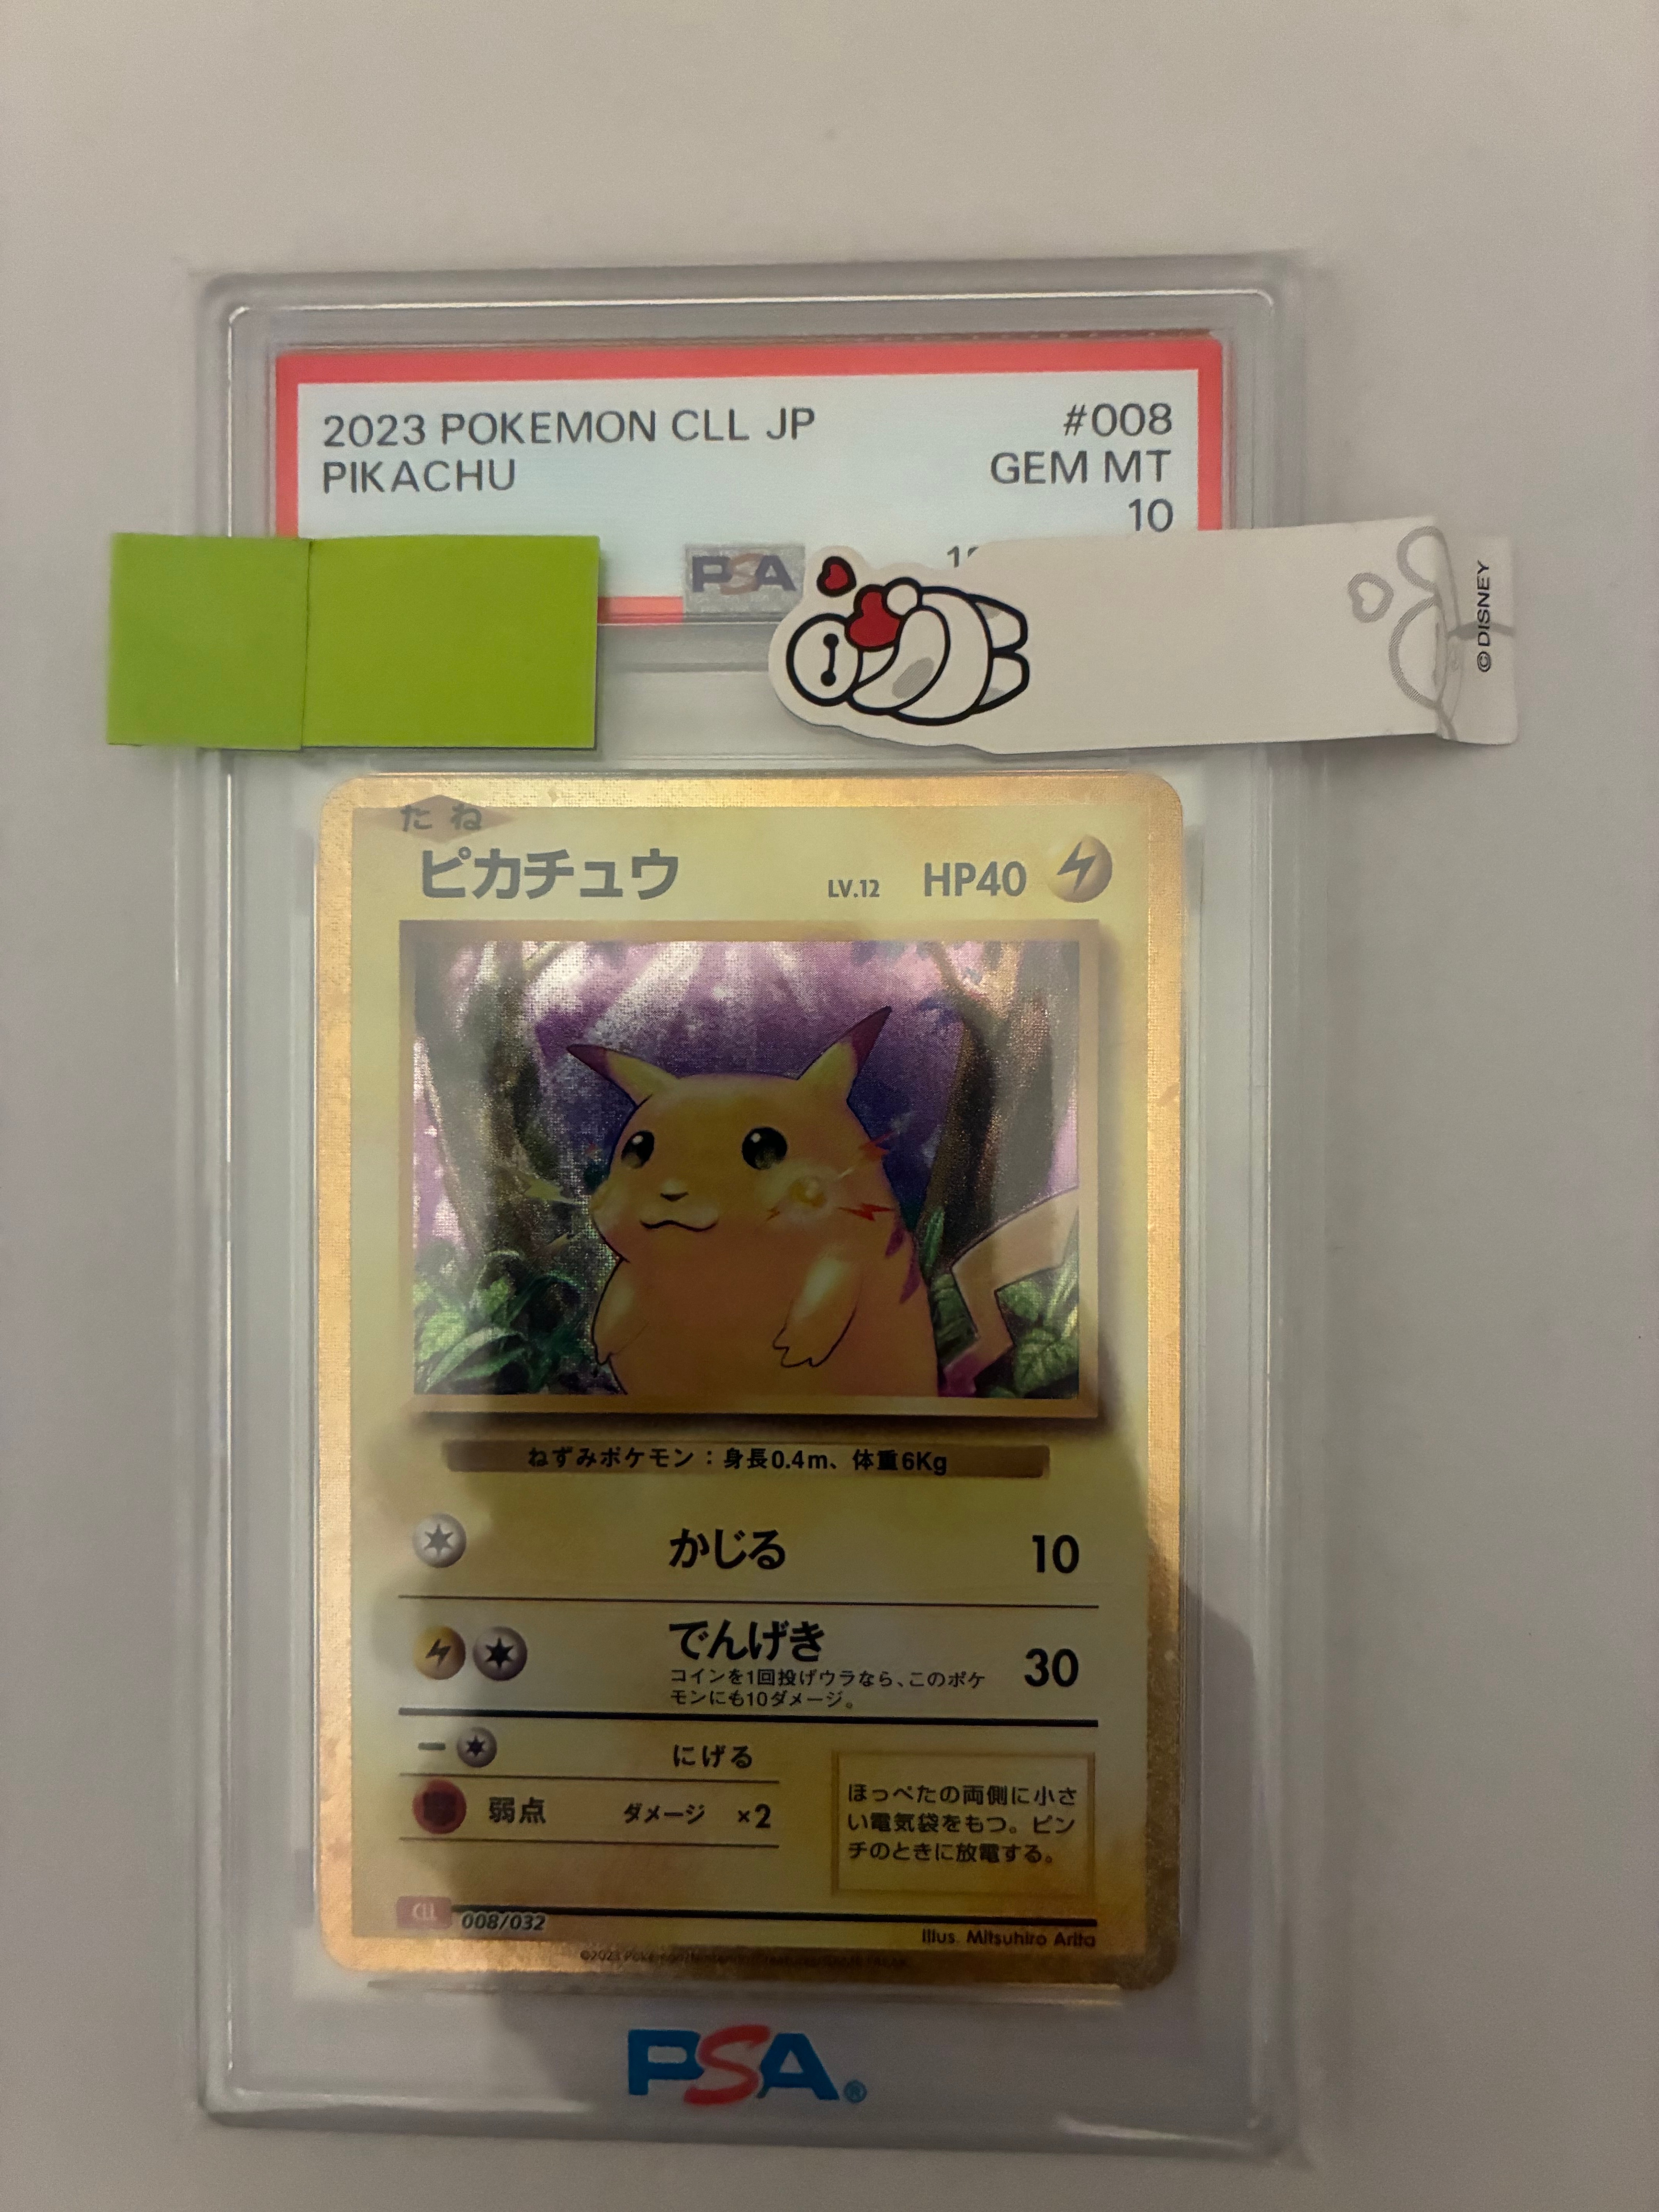 2023 POKEMON CLL JP #008
PIKACHU GEM MT
10
PSA
©DISNEY
たね
ピカチュウ LV.12 HP40
ねずみポケモン：身長0.4m、体重6Kg
かじる 10
でんげき 30
コインを1回投げウラなら、このポケ
モンにも10ダメージ。
ー にげる
弱点 ダメージ ×2
ほっぺたの両側に小さ
い電気袋をもつ。ピン
チのときに放電する。
CLL 008/032
Illus. Mitsuhiro Arita
©2023 Pokémon
PSA®